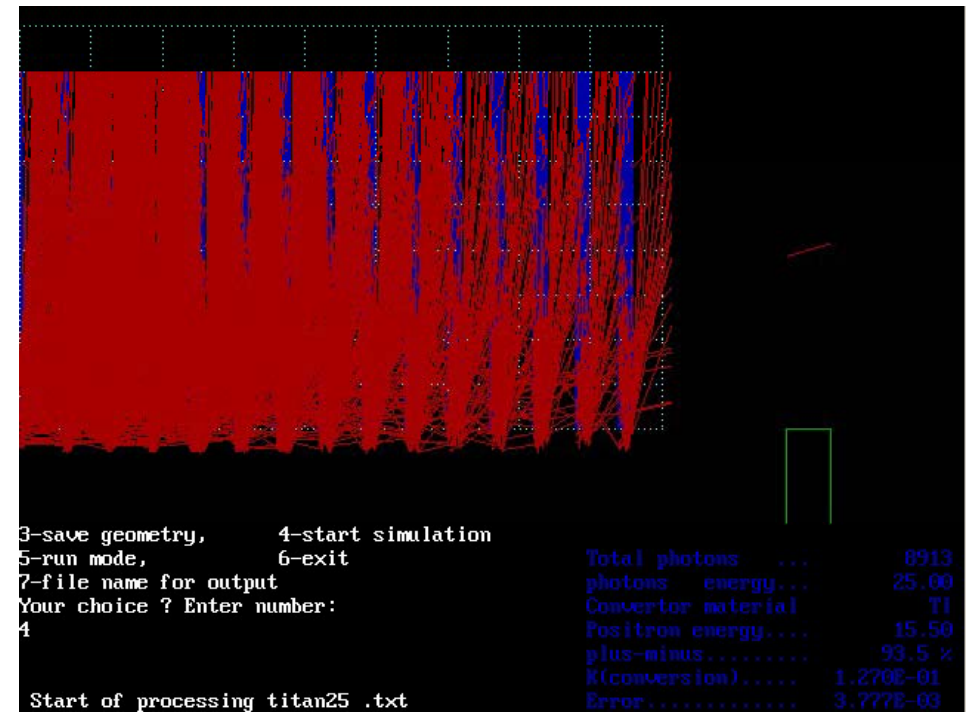 3-save geometry,       4-start simulation
5-run mode,            6-exit
7-file name for output
Your choice ? Enter number:
4
Start of processing titan25 .txt
Total photons   ...        8913
photons   energy...       25.00
Convertor material           TI
Positron energy....       15.50
plus-minus.........      93.5 %
K(conversion).....  1.270E-01
Error.............  3.777E-03